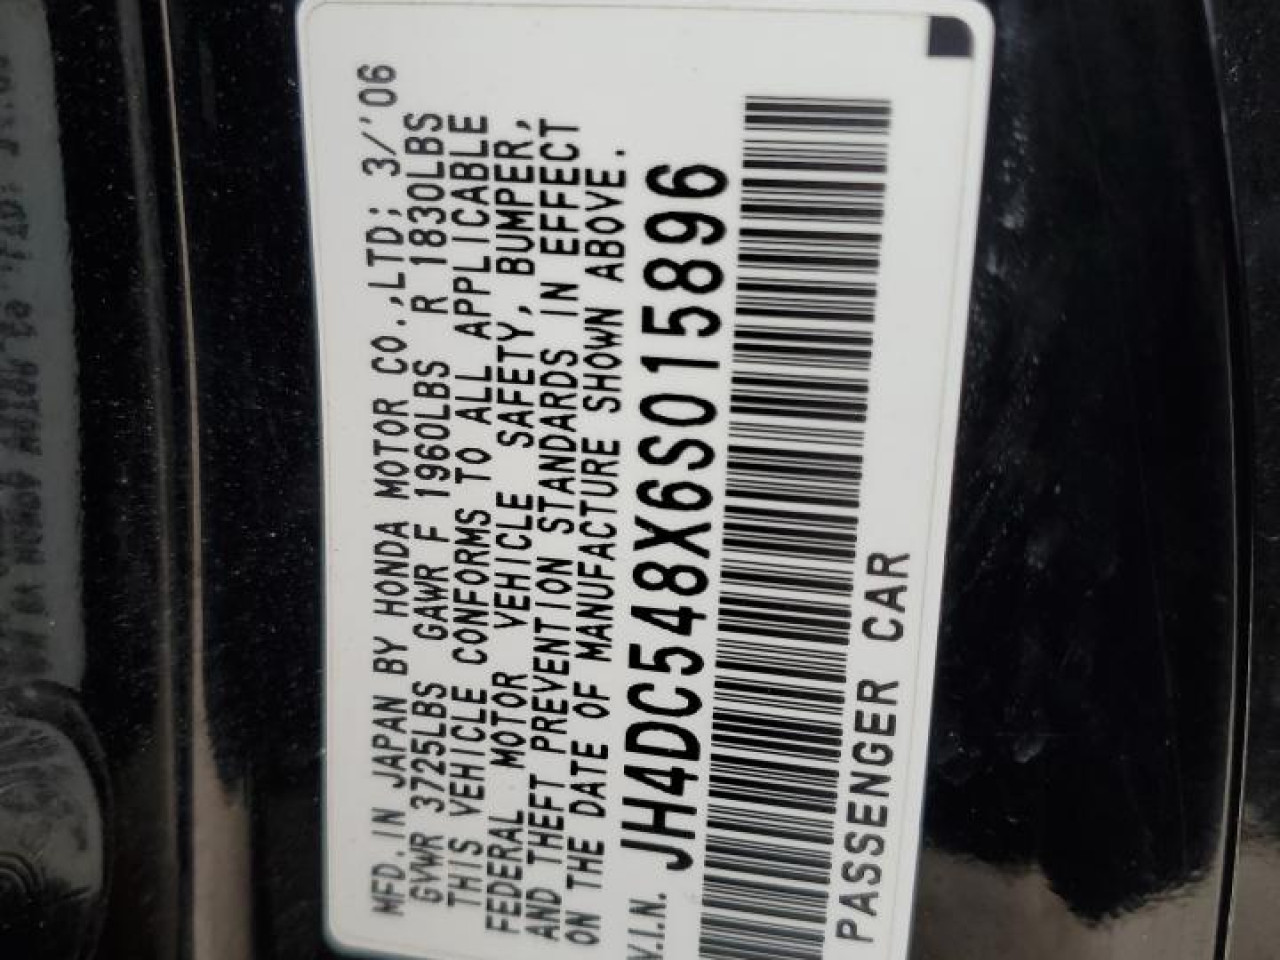 MFD. IN JAPAN BY HONDA MOTOR CO.,LTD; 3/'06
GVWR 3725LBS GAWR F 1960LBS R 1830LBS
THIS VEHICLE CONFORMS TO ALL APPLICABLE
FEDERAL MOTOR VEHICLE SAFETY, BUMPER,
AND THEFT PREVENTION STANDARDS IN EFFECT
ON THE DATE OF MANUFACTURE SHOWN ABOVE.
V.I.N. JH4DC548X6S015896
PASSENGER CAR